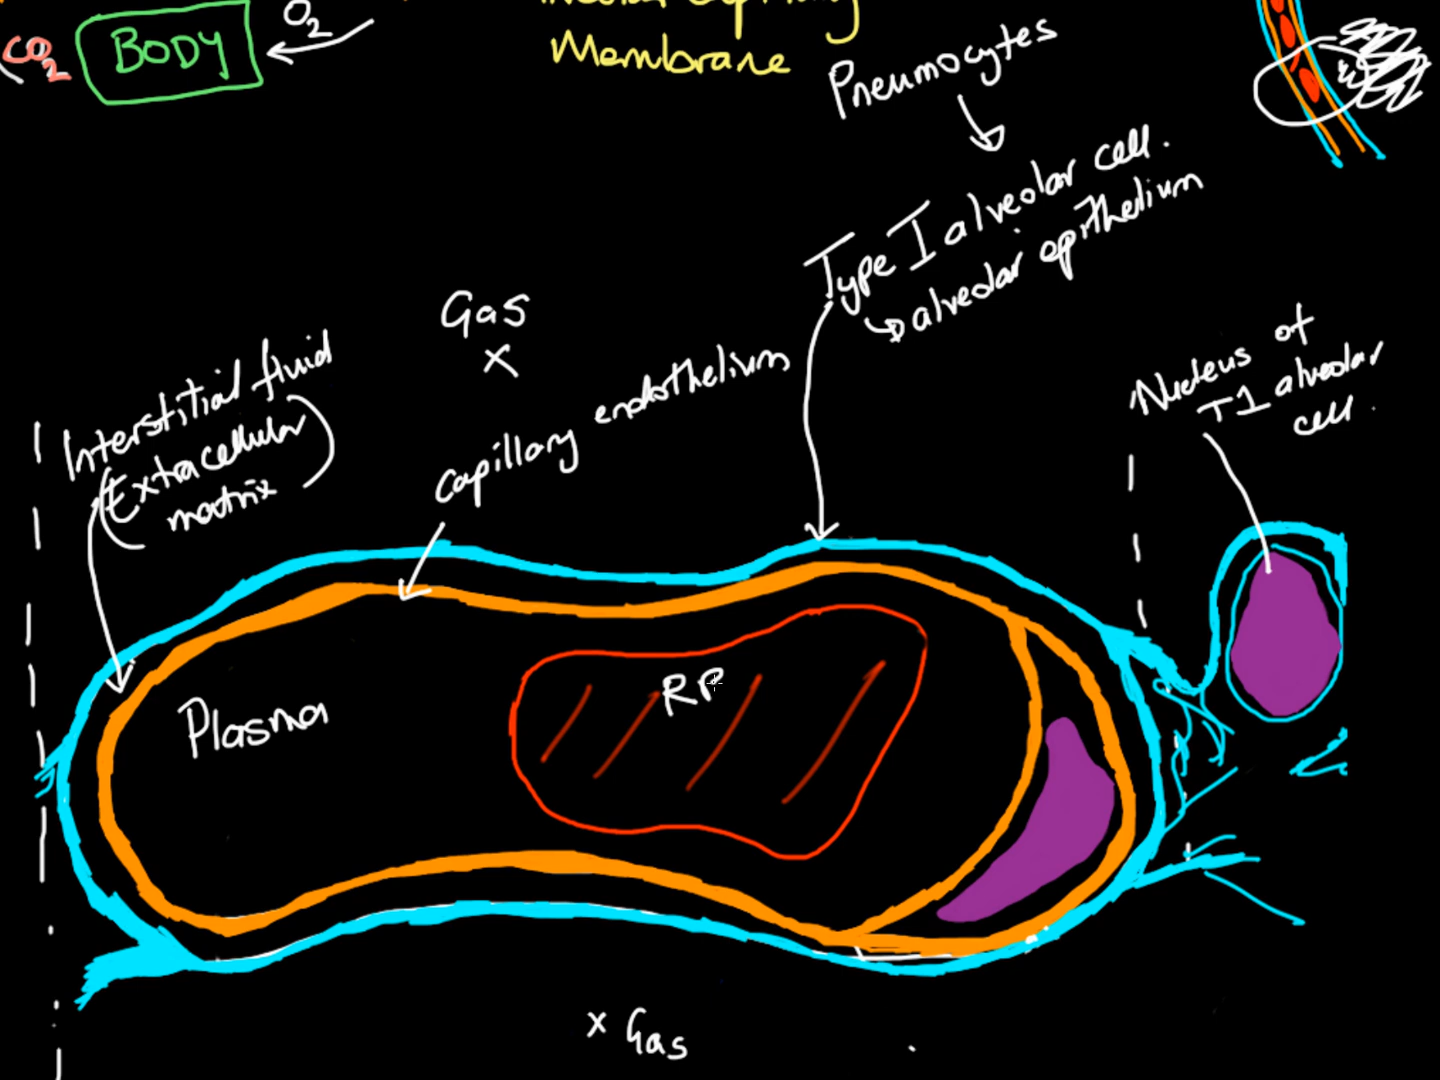 CO2
BODY
O2
Membrane
Pneumocytes
Type I alveolar cell.
alveolar epithelium
Gas
x
Interstitial fluid
(Extracellular
matrix)
capillary endothelium
Nucleus of
T1 alveolar
cell.
Plasma
RP
x Gas